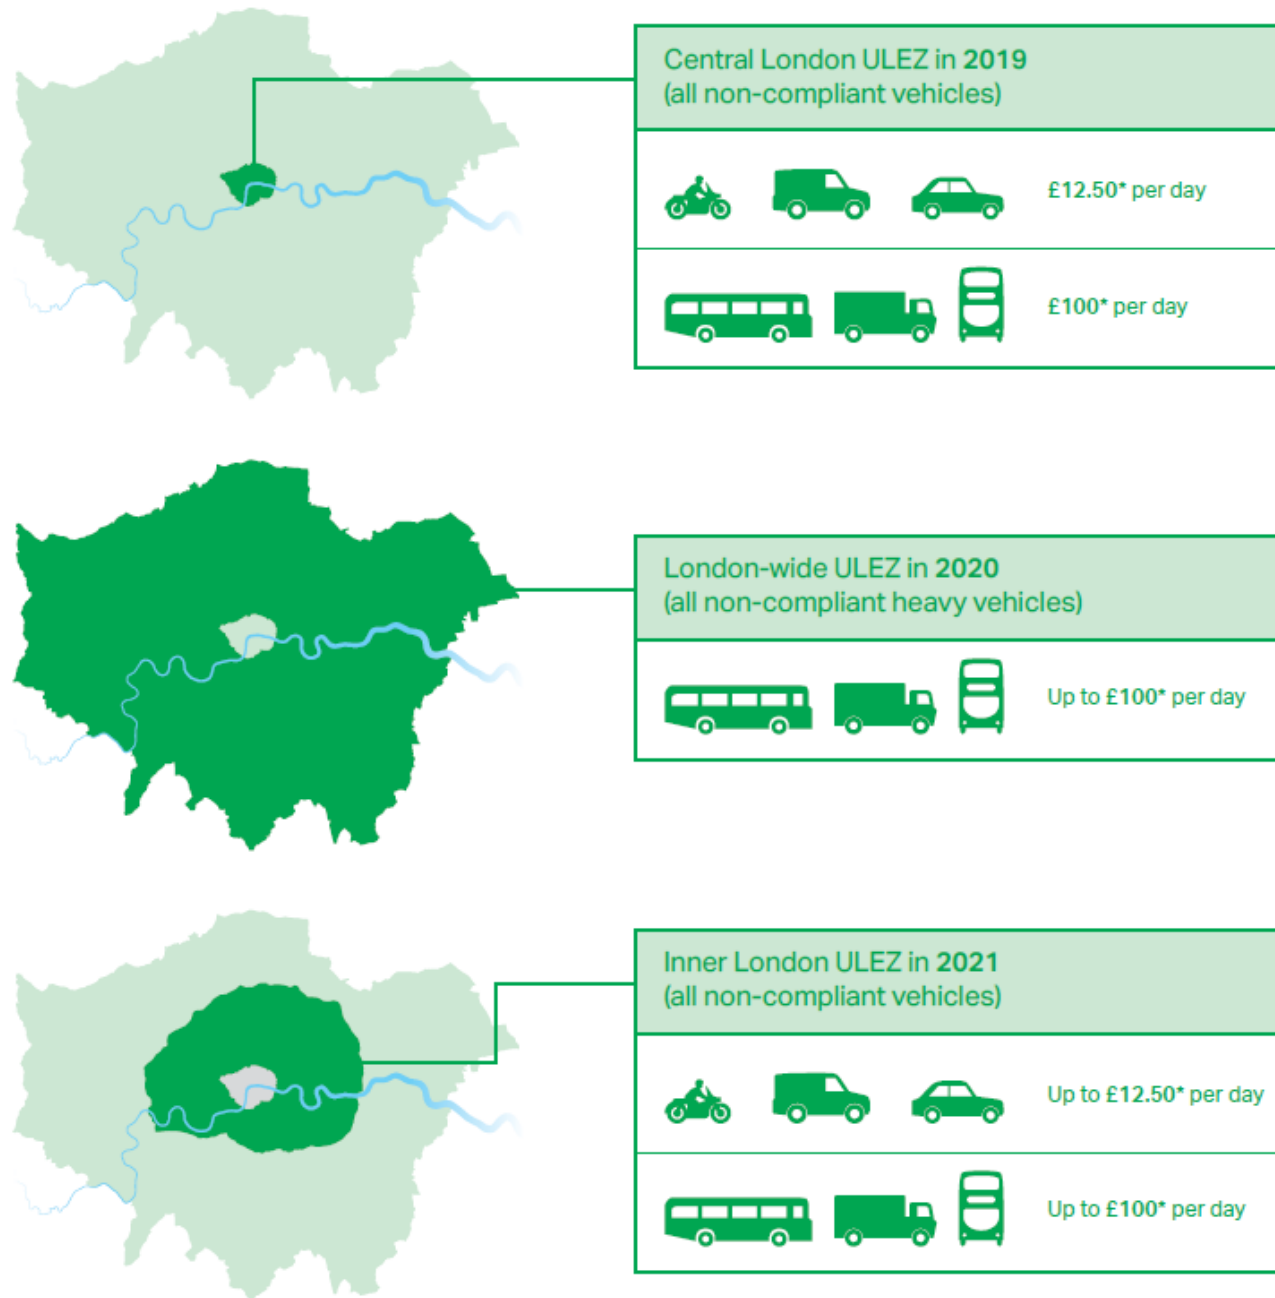 Central London ULEZ in 2019
(all non-compliant vehicles)
£12.50* per day
£100* per day
London-wide ULEZ in 2020
(all non-compliant heavy vehicles)
Up to £100* per day
Inner London ULEZ in 2021
(all non-compliant vehicles)
Up to £12.50* per day
Up to £100* per day